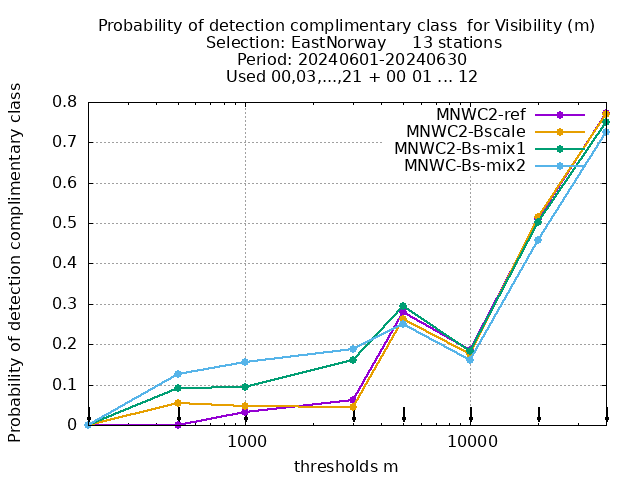 Probability of detection complimentary class  for Visibility (m)
Selection: EastNorway     13 stations
Period: 20240601-20240630
Used 00,03,...,21 + 00 01 ... 12
Probability of detection complimentary class
0.8
0.7
0.6
0.5
0.4
0.3
0.2
0.1
0
MNWC2-ref
MNWC2-Bscale
MNWC2-Bs-mix1
MNWC-Bs-mix2
1000 10000
thresholds m